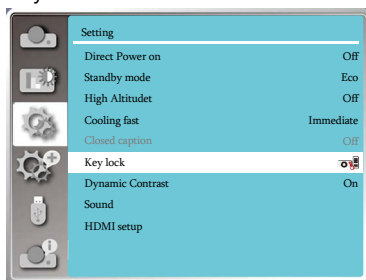 Setting
Direct Power on Off
Standby mode Eco
High Altitudet Off
Cooling fast Immediate
Closed caption Off
Key lock
Dynamic Contrast On
Sound
HDMI setup